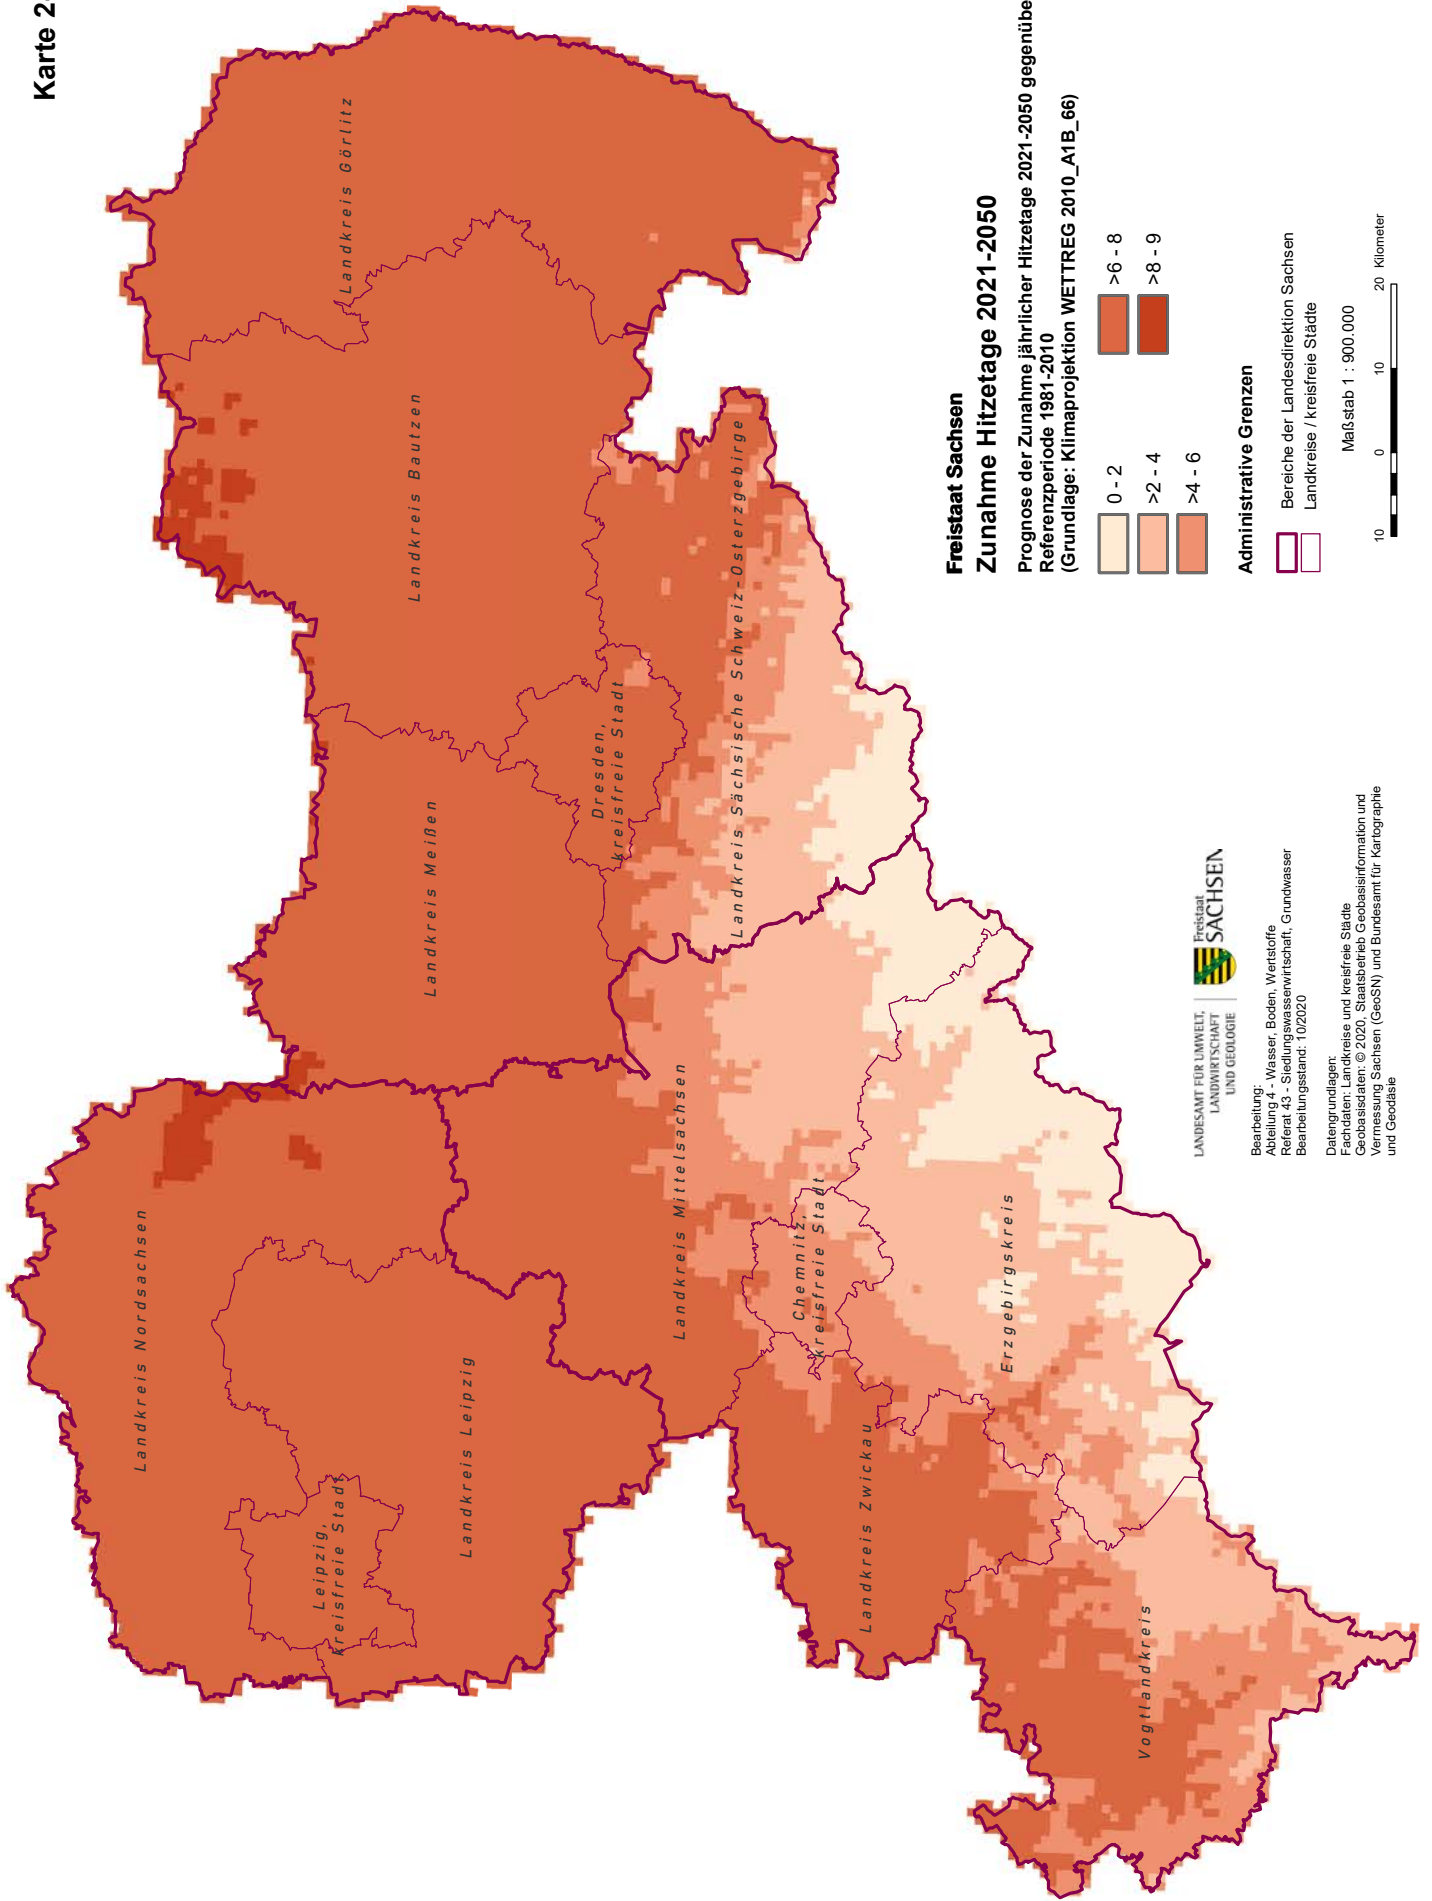 Karte 2
Landkreis Nordsachsen
Leipzig,
kreisfreie Stadt
Landkreis Leipzig
Landkreis Meißen
Landkreis Bautzen
Landkreis Görlitz
Dresden,
kreisfreie Stadt
Landkreis Sächsische Schweiz-Osterzgebirge
Landkreis Mittelsachsen
Chemnitz,
kreisfreie Stadt
Landkreis Zwickau
Erzgebirgskreis
Vogtlandkreis
Freistaat Sachsen
Zunahme Hitzetage 2021-2050
Prognose der Zunahme jährlicher Hitzetage 2021-2050 gegenübe
Referenzperiode 1981-2010
(Grundlage: Klimaprojektion WETTREG 2010_A1B_66)
0 - 2
>2 - 4
>4 - 6
>6 - 8
>8 - 9
Administrative Grenzen
Bereiche der Landesdirektion Sachsen
Landkreise / kreisfreie Städte
Maßstab 1 : 900.000
10 0 10 20 Kilometer
LANDESAMT FÜR UMWELT,
LANDWIRTSCHAFT
UND GEOLOGIE
Freistaat
SACHSEN
Bearbeitung:
Abteilung 4 - Wasser, Boden, Wertstoffe
Referat 43 - Siedlungswasserwirtschaft, Grundwasser
Bearbeitungsstand: 10/2020
Datengrundlagen:
Fachdaten: Landkreise und kreisfreie Städte
Geobasisdaten: © 2020, Staatsbetrieb Geobasisinformation und
Vermessung Sachsen (GeoSN) und Bundesamt für Kartographie
und Geodäsie